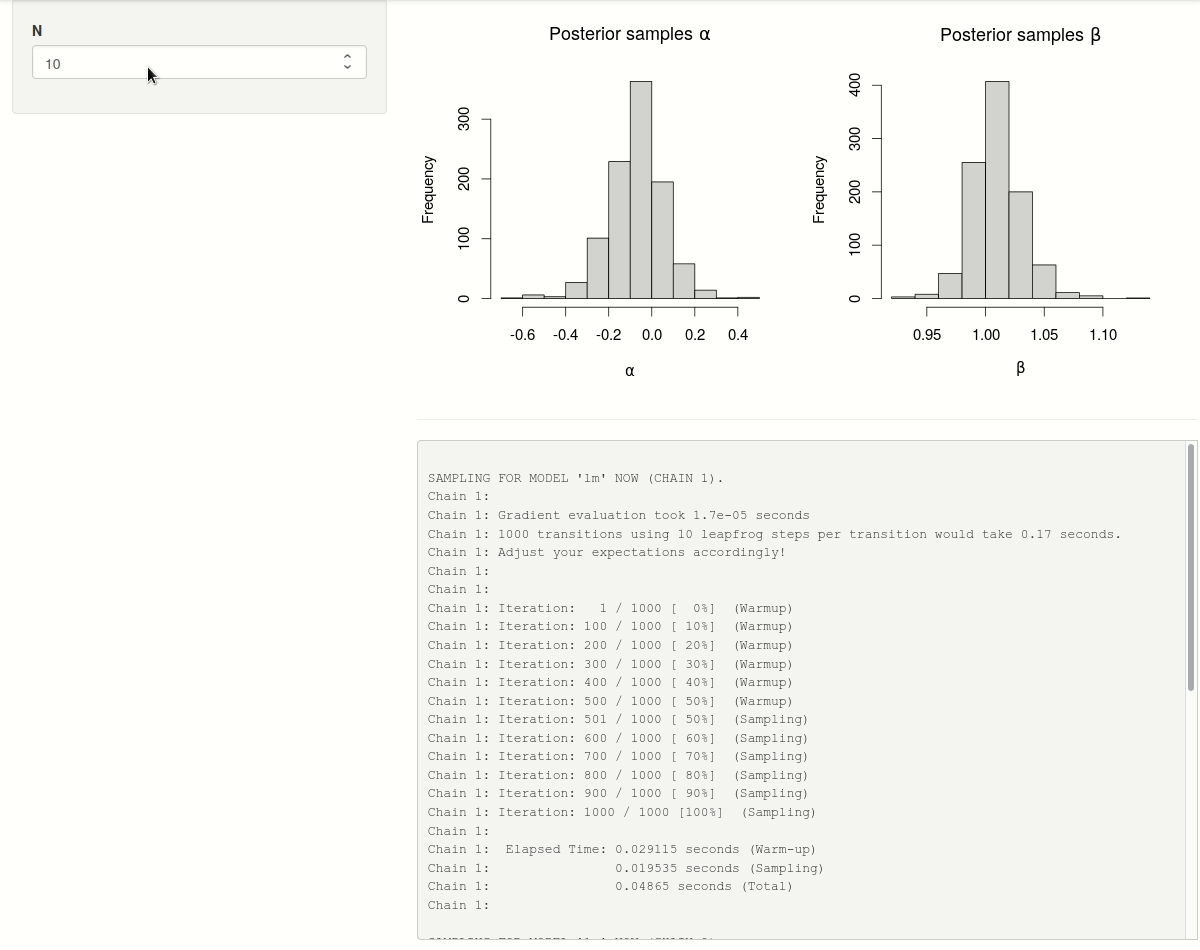 N
10
Posterior samples α
Frequency
0
100
200
300
-0.6 -0.4 -0.2 0.0 0.2 0.4
α
Posterior samples β
Frequency
0
100
200
300
400
0.95 1.00 1.05 1.10
β
SAMPLING FOR MODEL 'lm' NOW (CHAIN 1).
Chain 1:
Chain 1: Gradient evaluation took 1.7e-05 seconds
Chain 1: 1000 transitions using 10 leapfrog steps per transition would take 0.17 seconds.
Chain 1: Adjust your expectations accordingly!
Chain 1:
Chain 1:
Chain 1: Iteration:   1 / 1000 [  0%]  (Warmup)
Chain 1: Iteration: 100 / 1000 [ 10%]  (Warmup)
Chain 1: Iteration: 200 / 1000 [ 20%]  (Warmup)
Chain 1: Iteration: 300 / 1000 [ 30%]  (Warmup)
Chain 1: Iteration: 400 / 1000 [ 40%]  (Warmup)
Chain 1: Iteration: 500 / 1000 [ 50%]  (Warmup)
Chain 1: Iteration: 501 / 1000 [ 50%]  (Sampling)
Chain 1: Iteration: 600 / 1000 [ 60%]  (Sampling)
Chain 1: Iteration: 700 / 1000 [ 70%]  (Sampling)
Chain 1: Iteration: 800 / 1000 [ 80%]  (Sampling)
Chain 1: Iteration: 900 / 1000 [ 90%]  (Sampling)
Chain 1: Iteration: 1000 / 1000 [100%]  (Sampling)
Chain 1:
Chain 1:  Elapsed Time: 0.029115 seconds (Warm-up)
Chain 1:                0.019535 seconds (Sampling)
Chain 1:                0.04865 seconds (Total)
Chain 1: